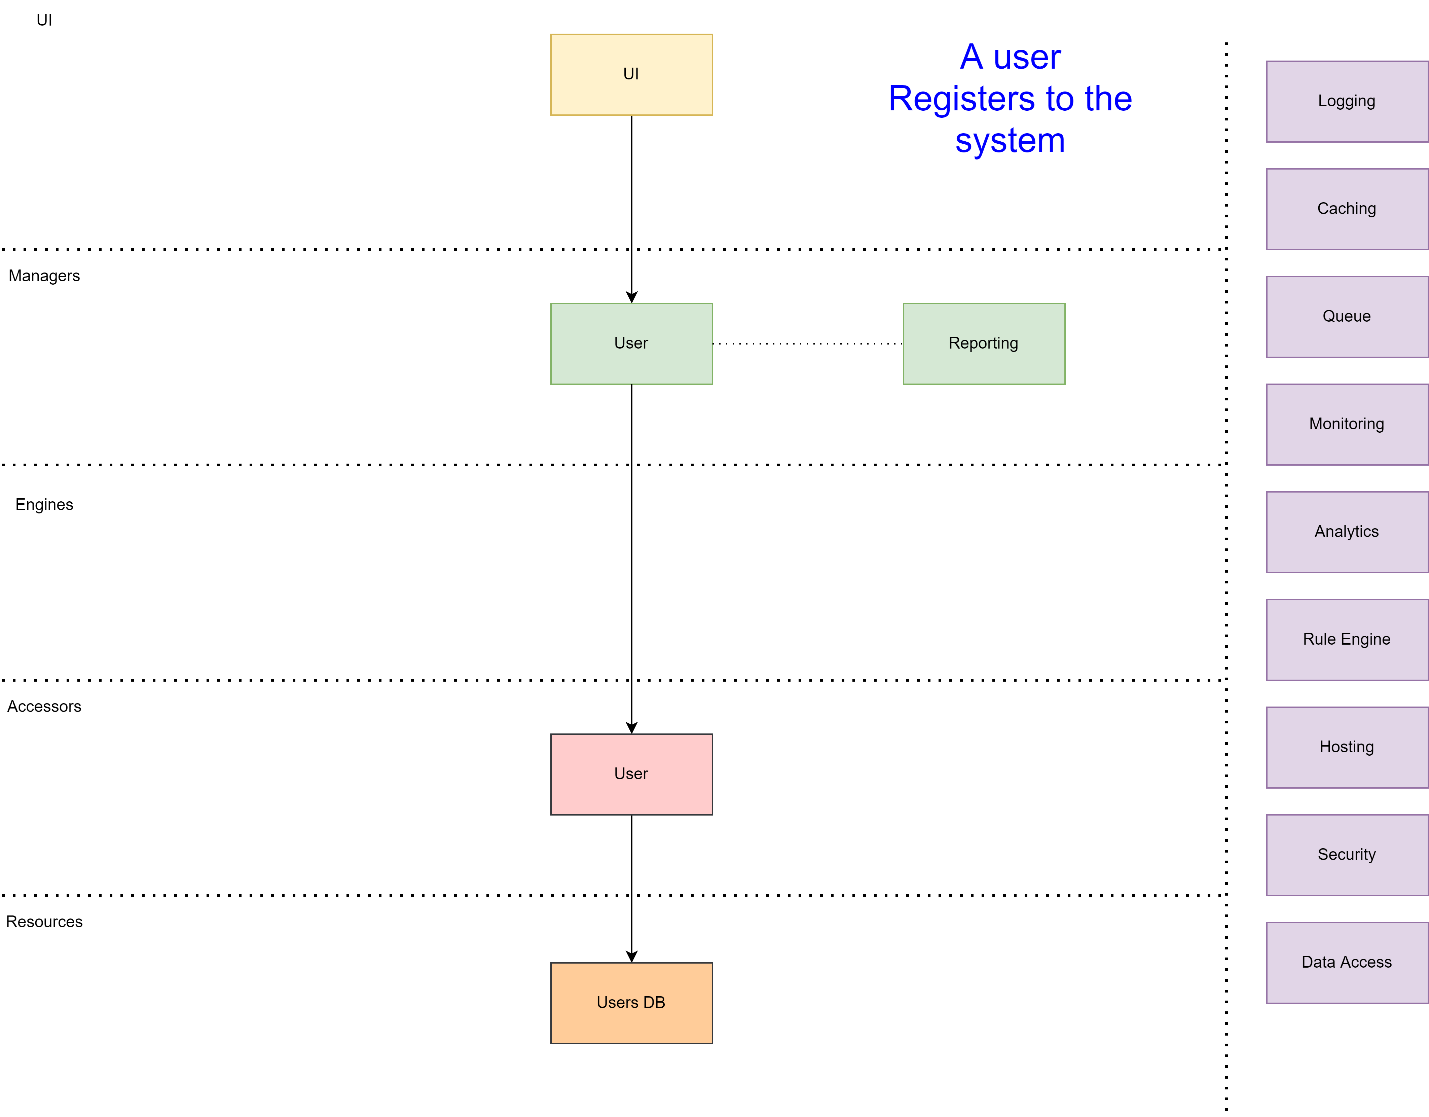 UI
UI
A user
Registers to the
system
Logging
Caching
Managers
User
Reporting
Queue
Monitoring
Engines
Analytics
Rule Engine
Accessors
User
Hosting
Security
Resources
Users DB
Data Access